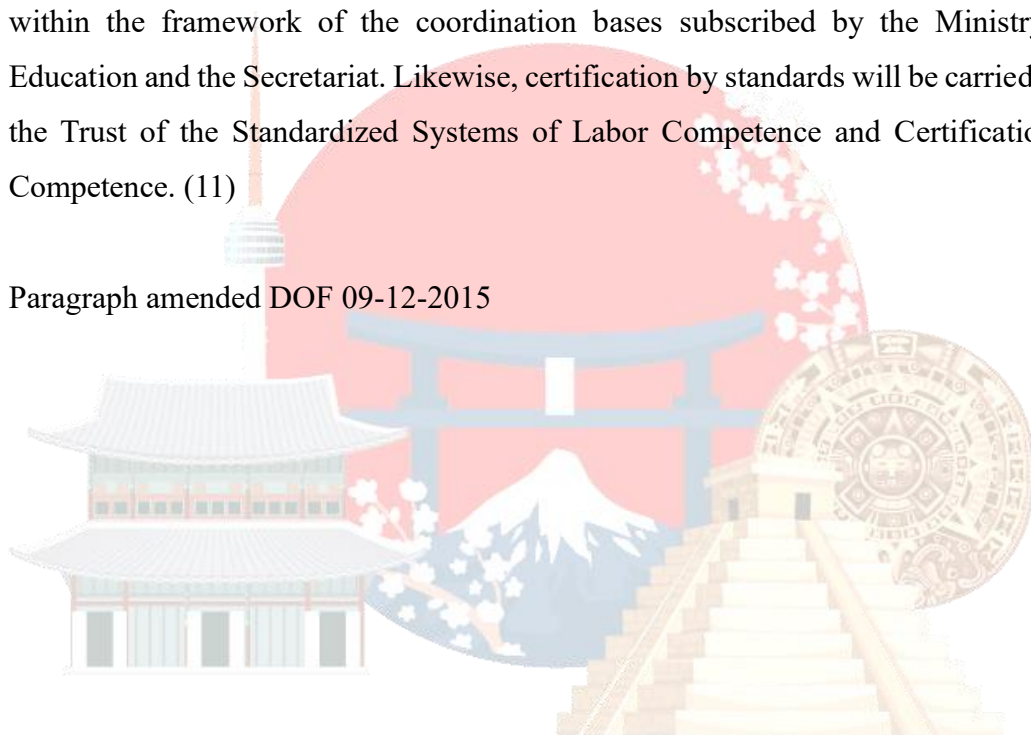 within the framework of the coordination bases subscribed by the Ministry
Education and the Secretariat. Likewise, certification by standards will be carried
the Trust of the Standardized Systems of Labor Competence and Certification
Competence. (11)
Paragraph amended DOF 09-12-2015